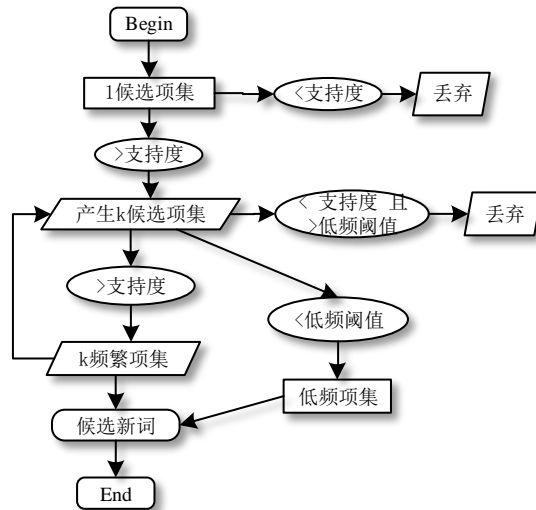 Begin
1候选项集
<支持度
丢弃
>支持度
产生k候选项集
< 支持度 且
>低频阈值
丢弃
>支持度
<低频阈值
k频繁项集
低频项集
候选新词
End